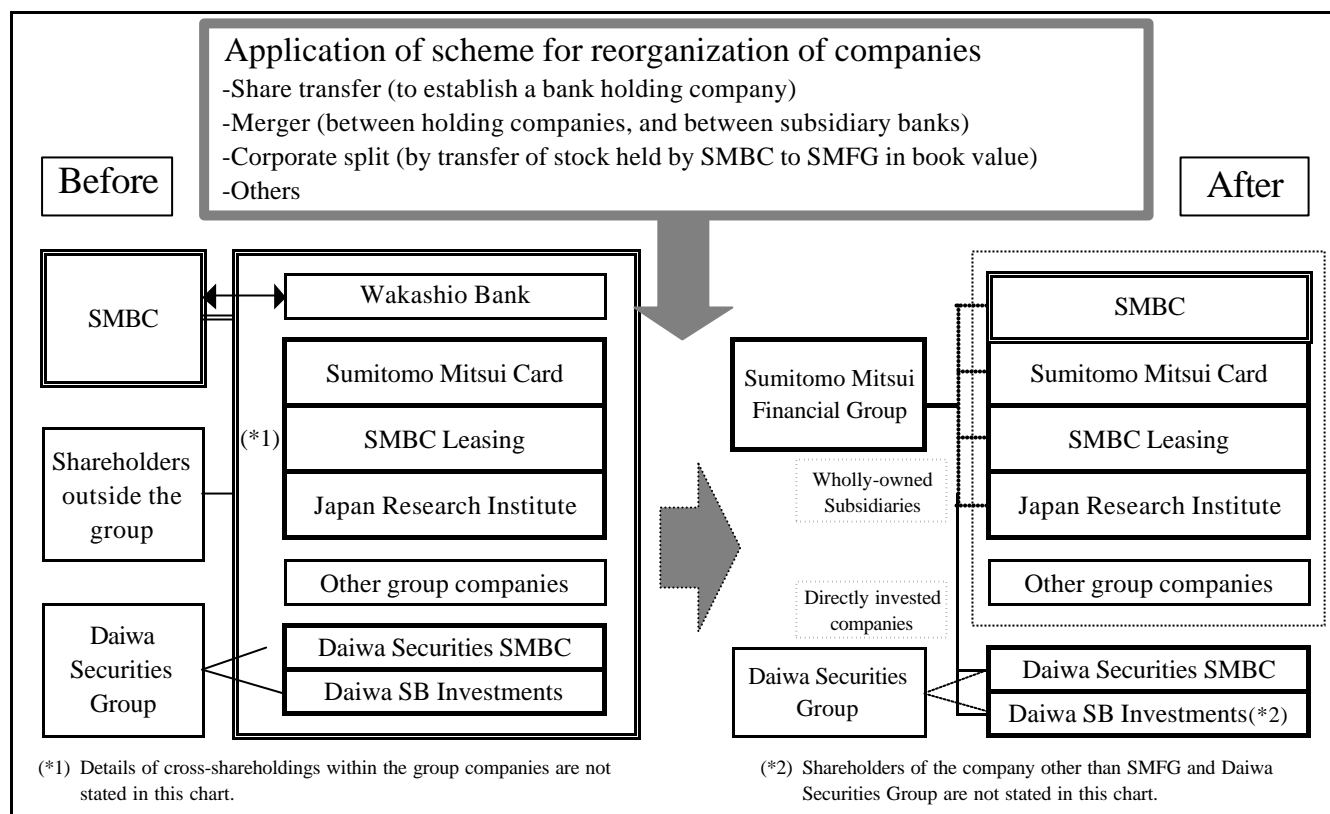 Application of scheme for reorganization of companies
-Share transfer (to establish a bank holding company)
-Merger (between holding companies, and between subsidiary banks)
-Corporate split (by transfer of stock held by SMBC to SMFG in book value)
-Others
Before
After
SMBC
Wakashio Bank
Sumitomo Mitsui Card
(*1)
SMBC Leasing
Shareholders
outside the
group
Japan Research Institute
Other group companies
Daiwa
Securities
Group
Daiwa Securities SMBC
Daiwa SB Investments
SMBC
Sumitomo Mitsui
Financial Group
Sumitomo Mitsui Card
SMBC Leasing
Wholly-owned
Subsidiaries
Japan Research Institute
Other group companies
Directly invested
companies
Daiwa Securities
Group
Daiwa Securities SMBC
Daiwa SB Investments(*2)
(*1) Details of cross-shareholdings within the group companies are not
stated in this chart.
(*2) Shareholders of the company other than SMFG and Daiwa
Securities Group are not stated in this chart.